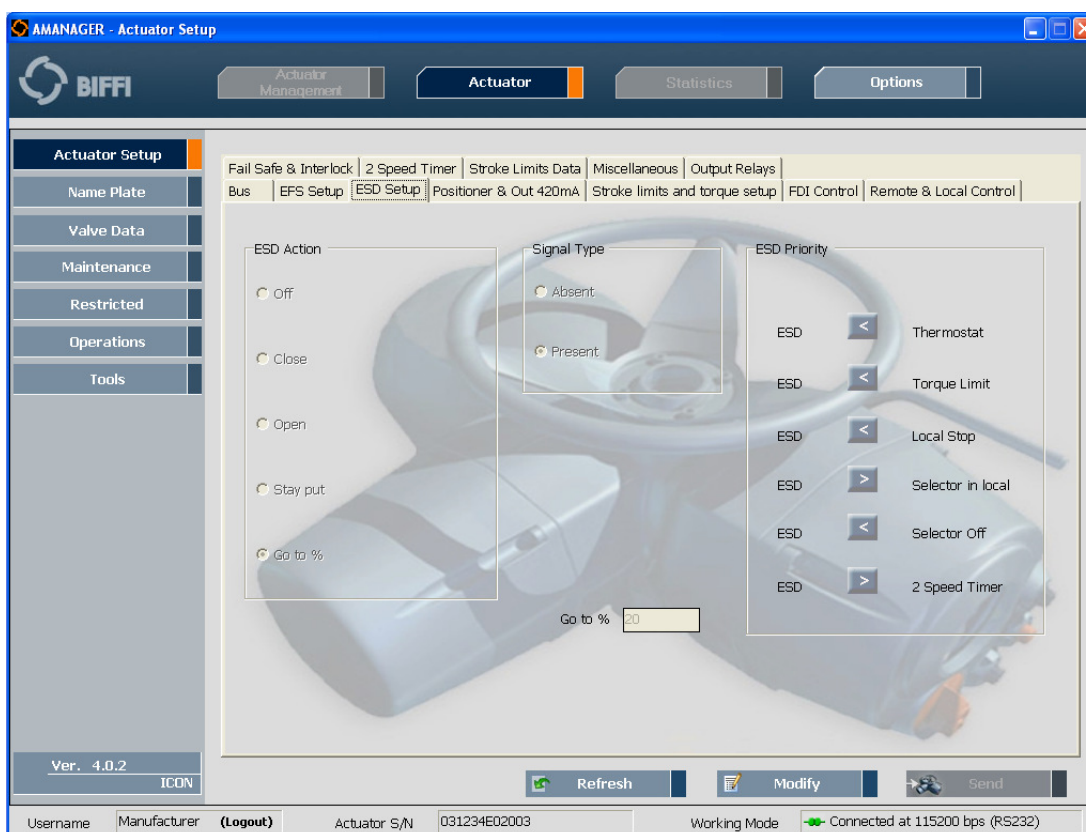 AMANAGER - Actuator Setup
BIFFI
Actuator Management
Actuator
Statistics
Options
Actuator Setup
Name Plate
Valve Data
Maintenance
Restricted
Operations
Tools
Fail Safe & Interlock
2 Speed Timer
Stroke Limits Data
Miscellaneous
Output Relays
Bus
EFS Setup
ESD Setup
Positioner & Out 420mA
Stroke limits and torque setup
FDI Control
Remote & Local Control
ESD Action
Off
Close
Open
Stay put
Go to %
Signal Type
Absent
Present
Go to % 20
ESD Priority
ESD < Thermostat
ESD < Torque Limit
ESD < Local Stop
ESD > Selector in local
ESD < Selector Off
ESD > 2 Speed Timer
Ver. 4.0.2
ICON
Refresh
Modify
Send
Username Manufacturer (Logout) Actuator S/N 031234E02003 Working Mode Connected at 115200 bps (RS232)